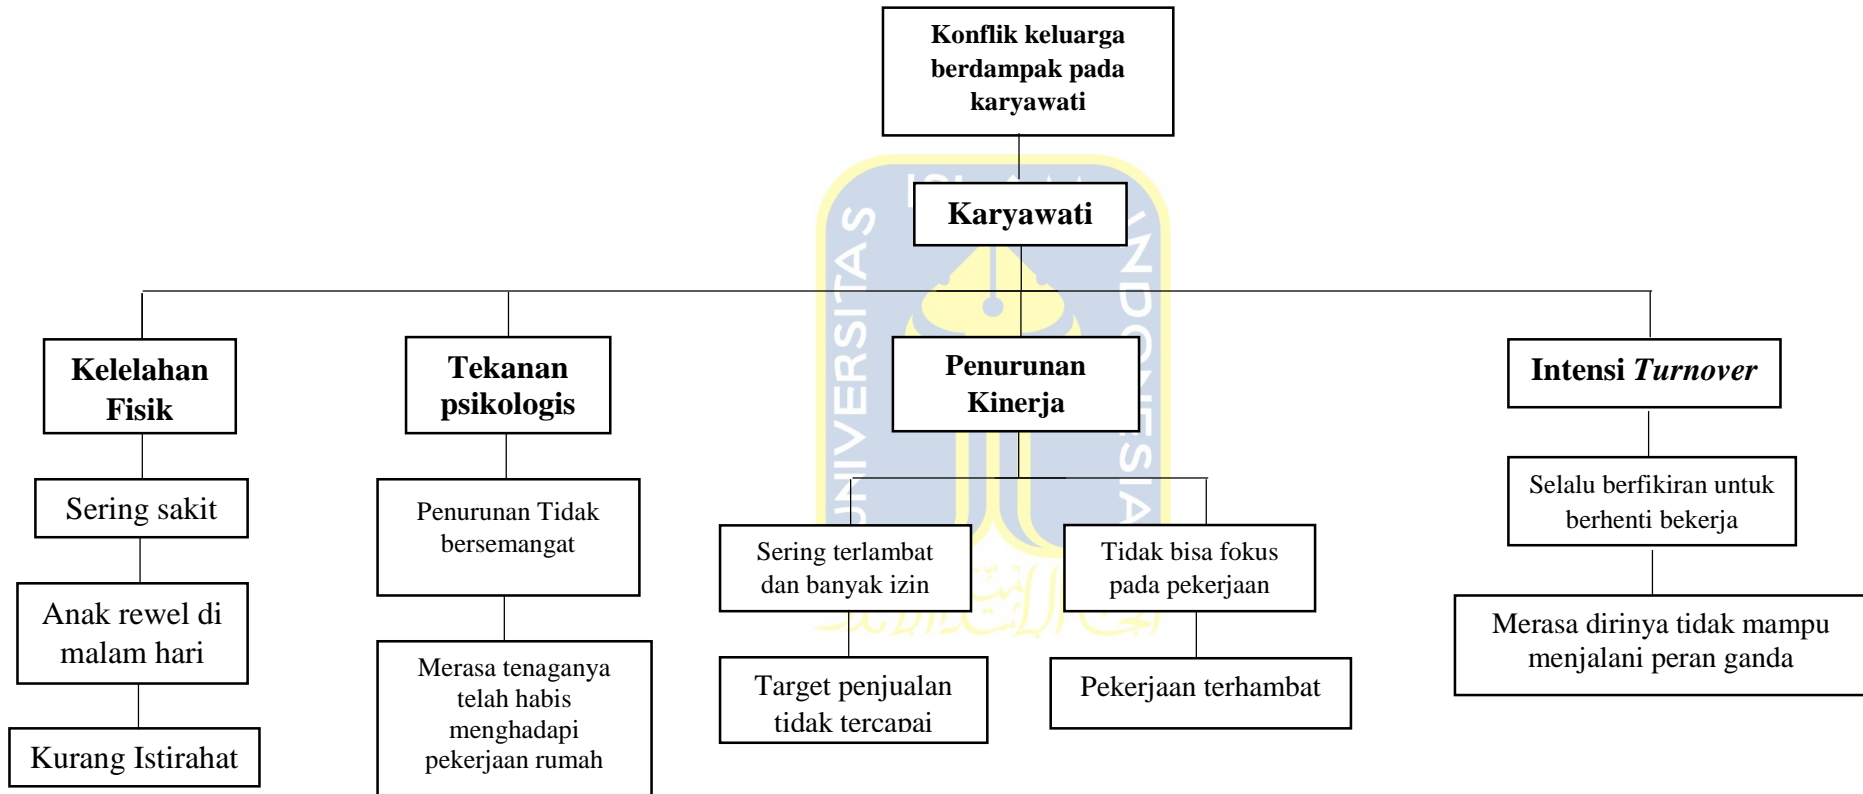 Konflik keluarga
berdampak pada
karyawati
UNIVERSITAS
INDONESIA
Karyawati
Kelelahan
Fisik
Tekanan
psikologis
Penurunan
Kinerja
Intensi Turnover
Sering sakit
Penurunan Tidak
bersemangat
Sering terlambat
dan banyak izin
Tidak bisa fokus
pada pekerjaan
Selalu berfikiran untuk
berhenti bekerja
Anak rewel di
malam hari
Merasa tenaganya
telah habis
menghadapi
pekerjaan rumah
Target penjualan
tidak tercapai
Pekerjaan terhambat
Merasa dirinya tidak mampu
menjalani peran ganda
Kurang Istirahat